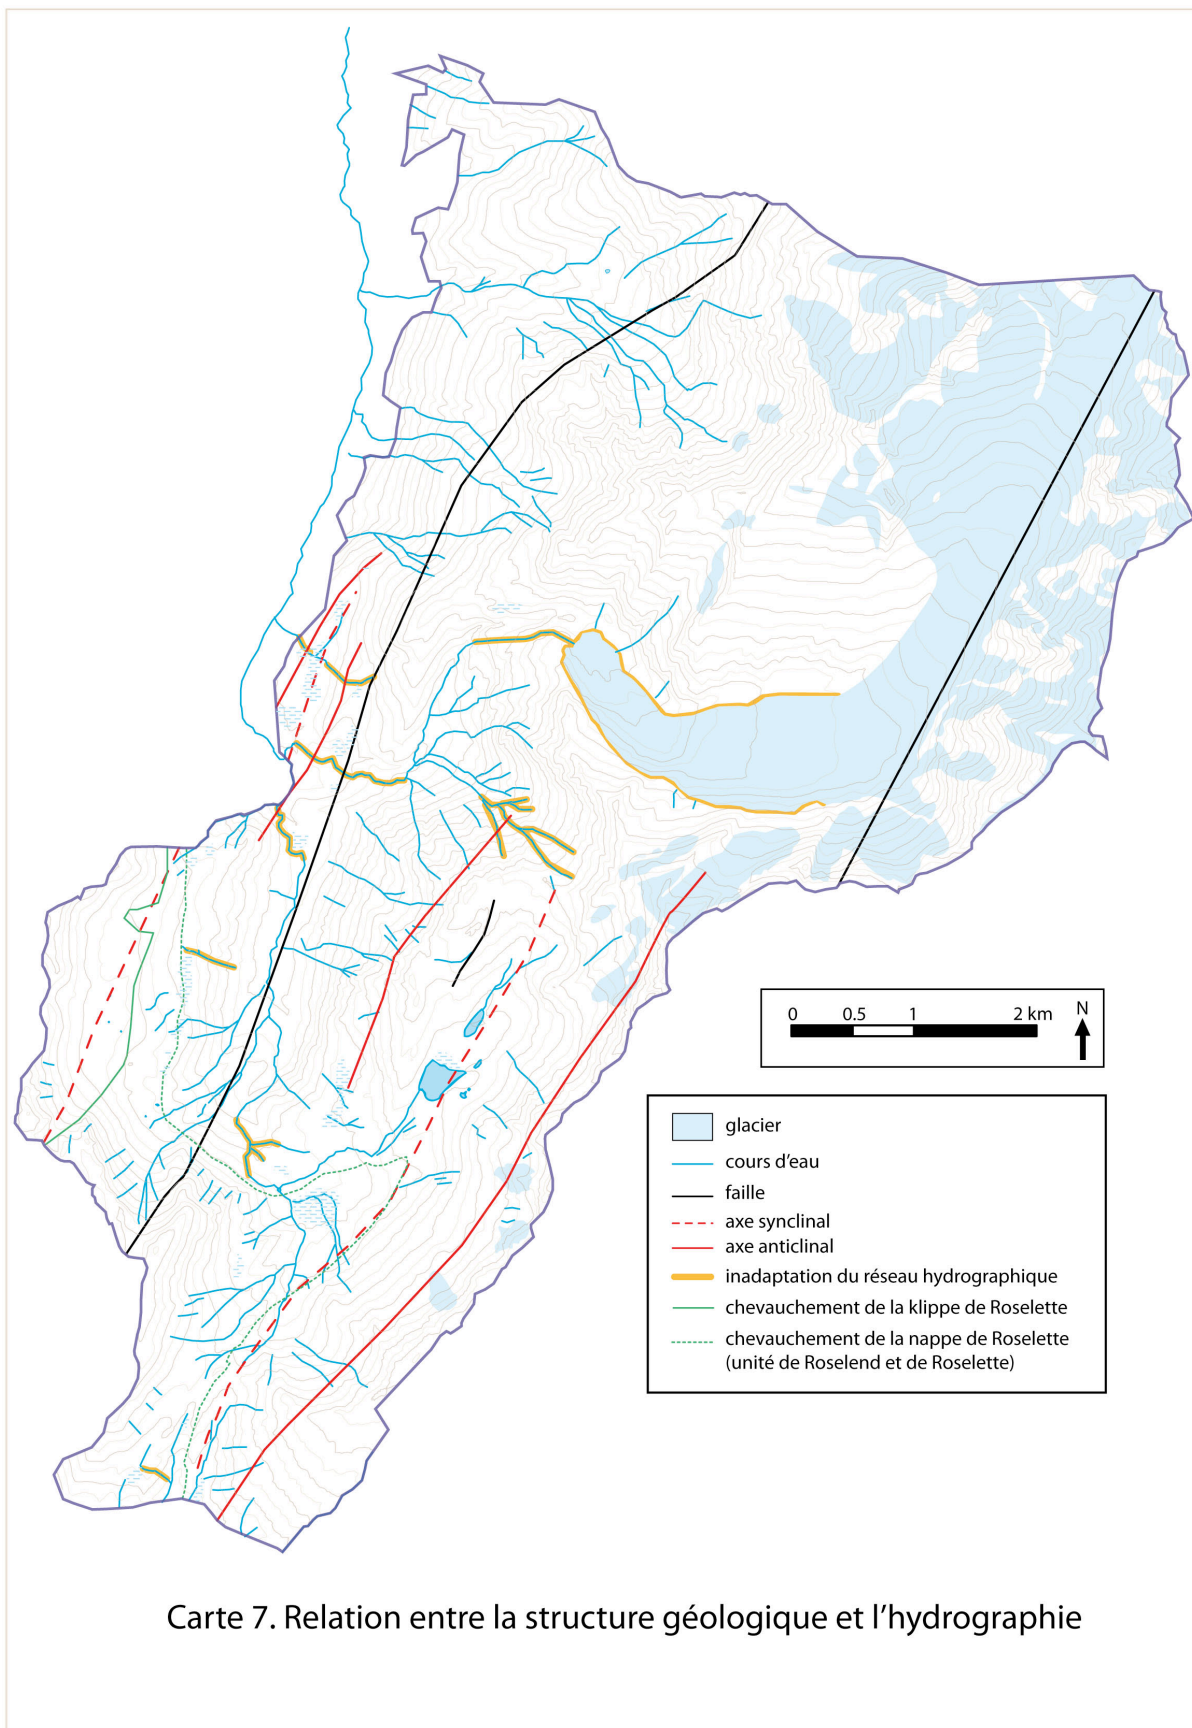 0 0.5 1 2 km N
glacier
cours d'eau
faille
axe synclinal
axe anticlinal
inadaptation du réseau hydrographique
chevauchement de la klippe de Roselette
chevauchement de la nappe de Roselette
(unité de Roselend et de Roselette)
Carte 7. Relation entre la structure géologique et l'hydrographie